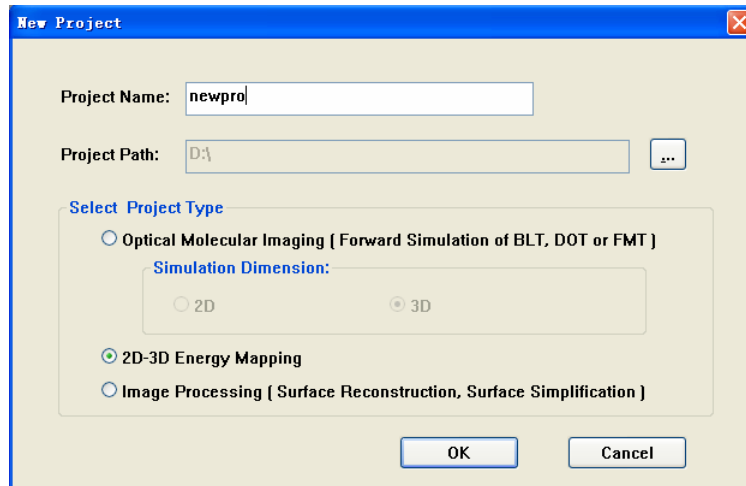 New Project
Project Name: newpro
Project Path: D:\ ...
Select Project Type
Optical Molecular Imaging ( Forward Simulation of BLT, DOT or FMT )
Simulation Dimension:
2D 3D
2D-3D Energy Mapping
Image Processing ( Surface Reconstruction, Surface Simplification )
OK Cancel